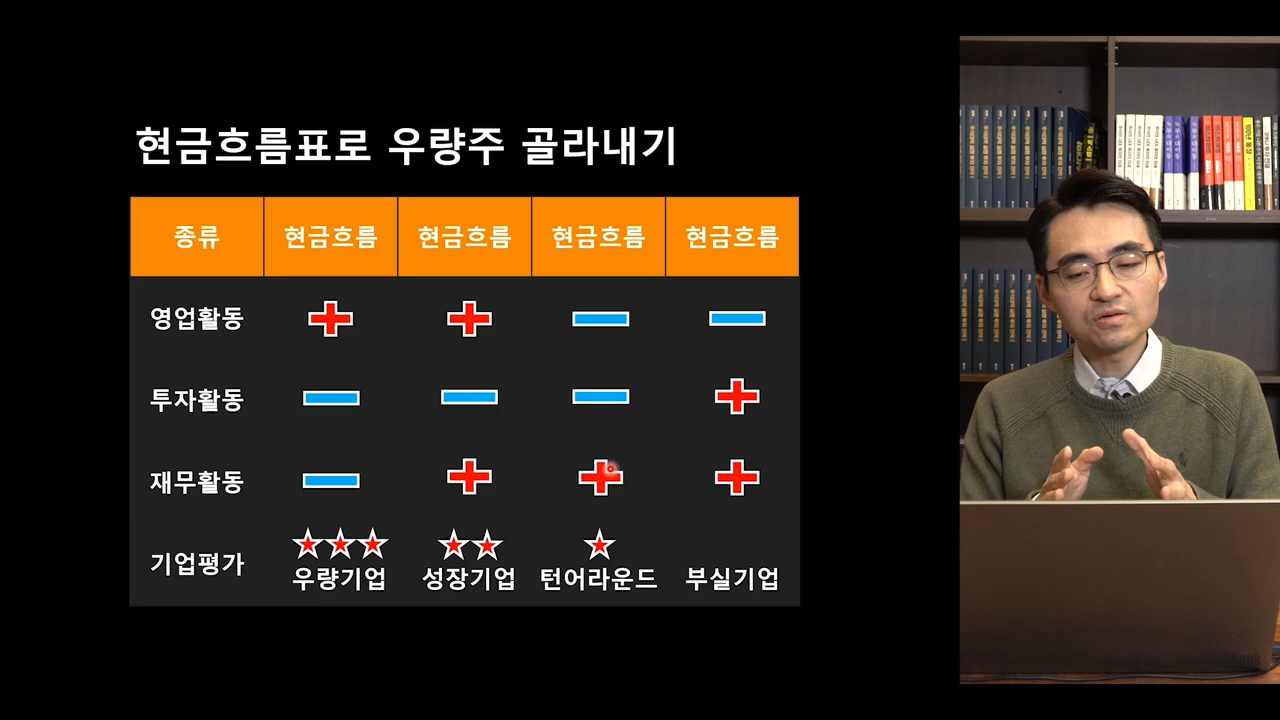 현금흐름표로 우량주 골라내기
종류 현금흐름 현금흐름 현금흐름 현금흐름
영업활동
투자활동
재무활동
기업평가
우량기업 성장기업 턴어라운드 부실기업